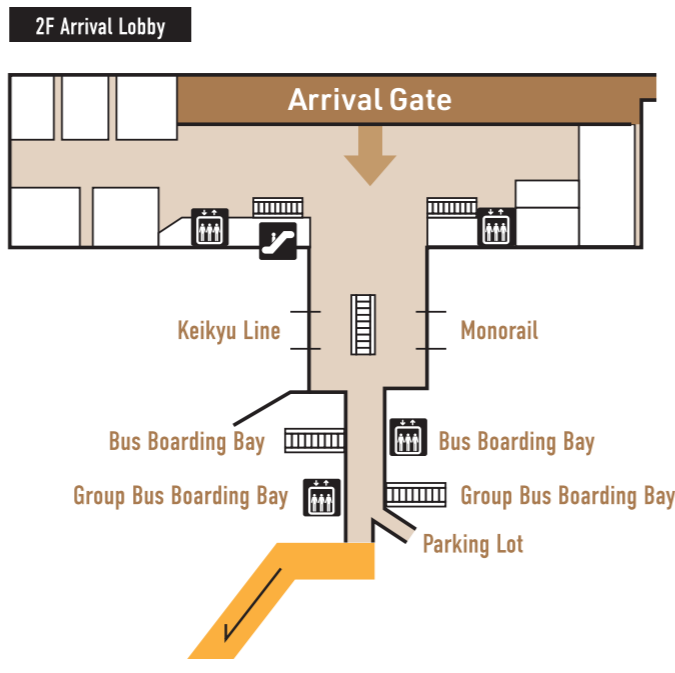 2F Arrival Lobby
Arrival Gate
Keikyu Line
Monorail
Bus Boarding Bay
Bus Boarding Bay
Group Bus Boarding Bay
Group Bus Boarding Bay
Parking Lot